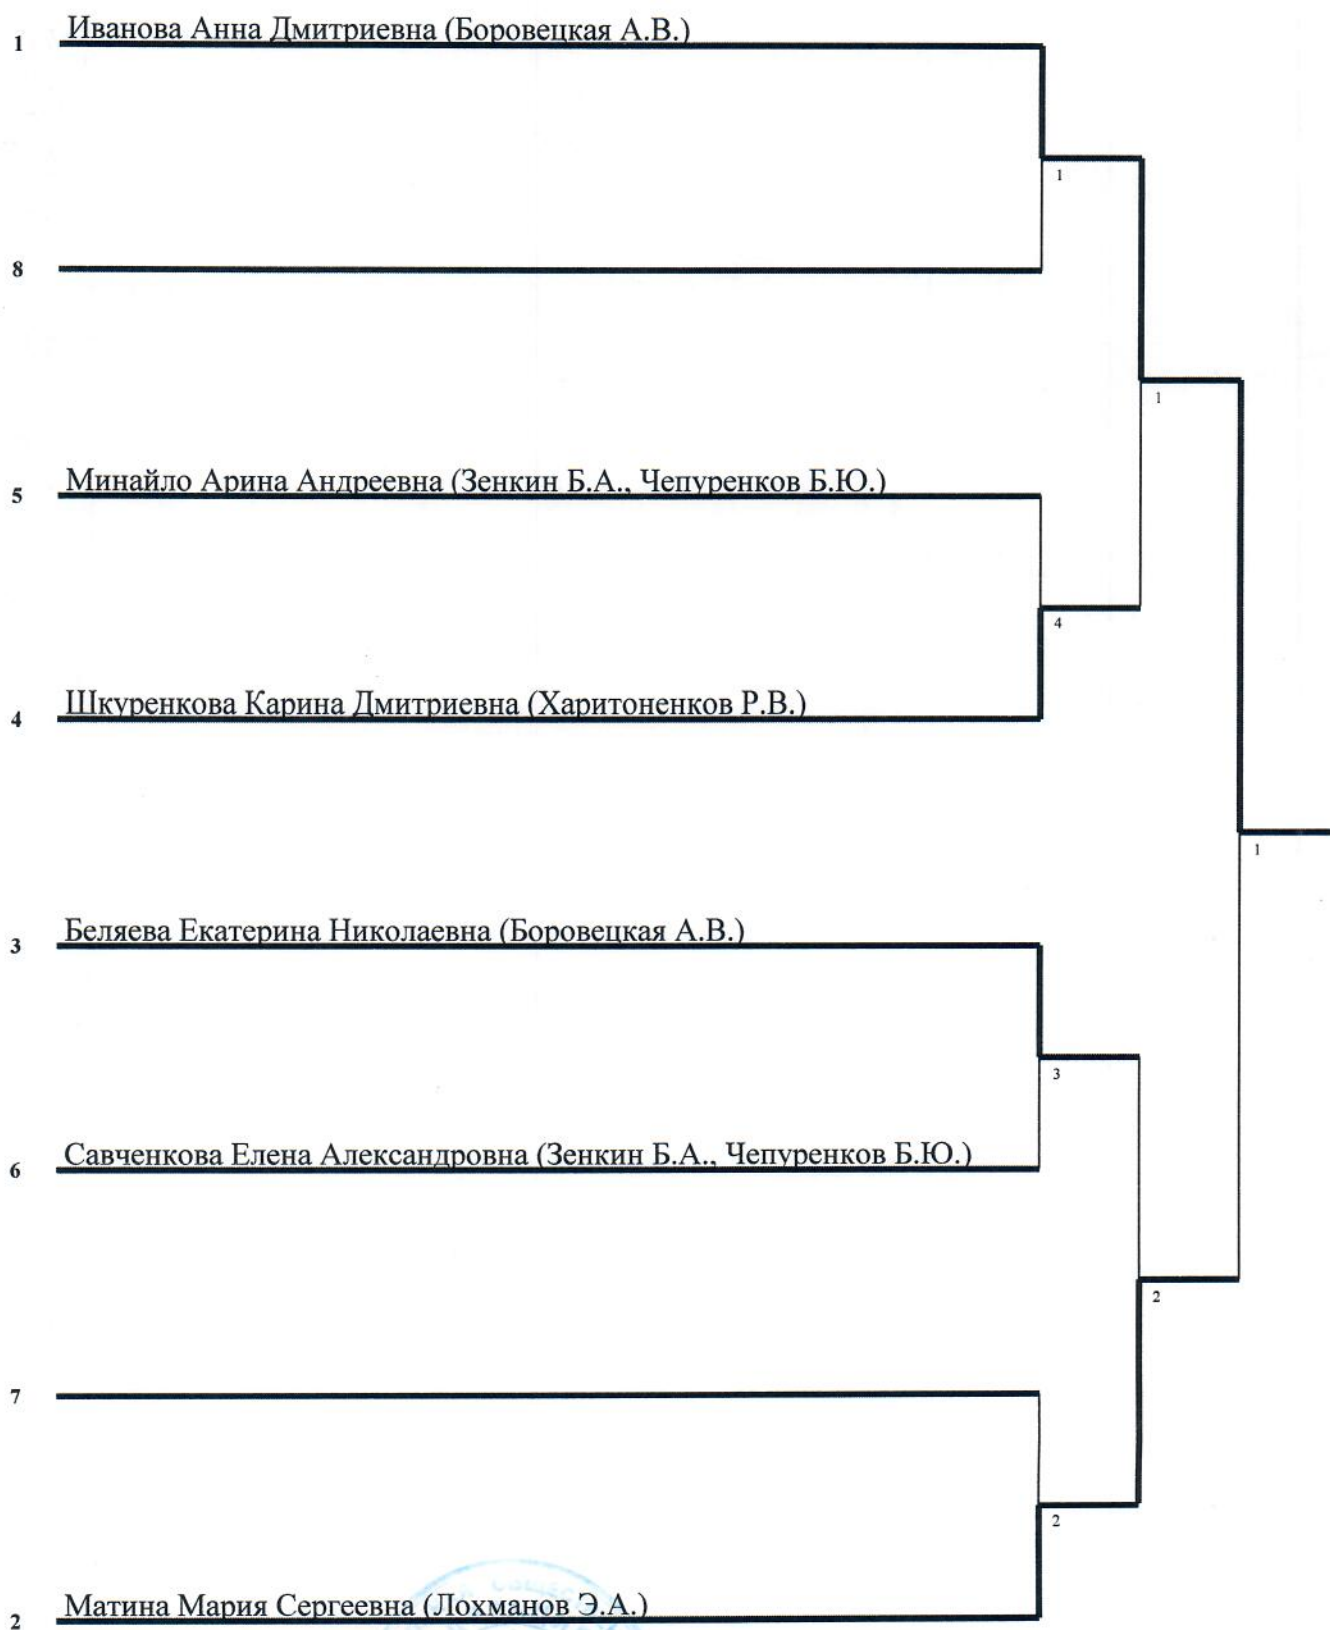 1 Иванова Анна Дмитриевна (Боровецкая А.В.)
1
8
1
5 Минайло Арина Андреевна (Зенкин Б.А., Чепуренков Б.Ю.)
4
4 Шкуренкова Карина Дмитриевна (Харитоненков Р.В.)
1
3 Беляева Екатерина Николаевна (Боровецкая А.В.)
3
6 Савченкова Елена Александровна (Зенкин Б.А., Чепуренков Б.Ю.)
2
7
2
2 Матина Мария Сергеевна (Лохманов Э.А.)